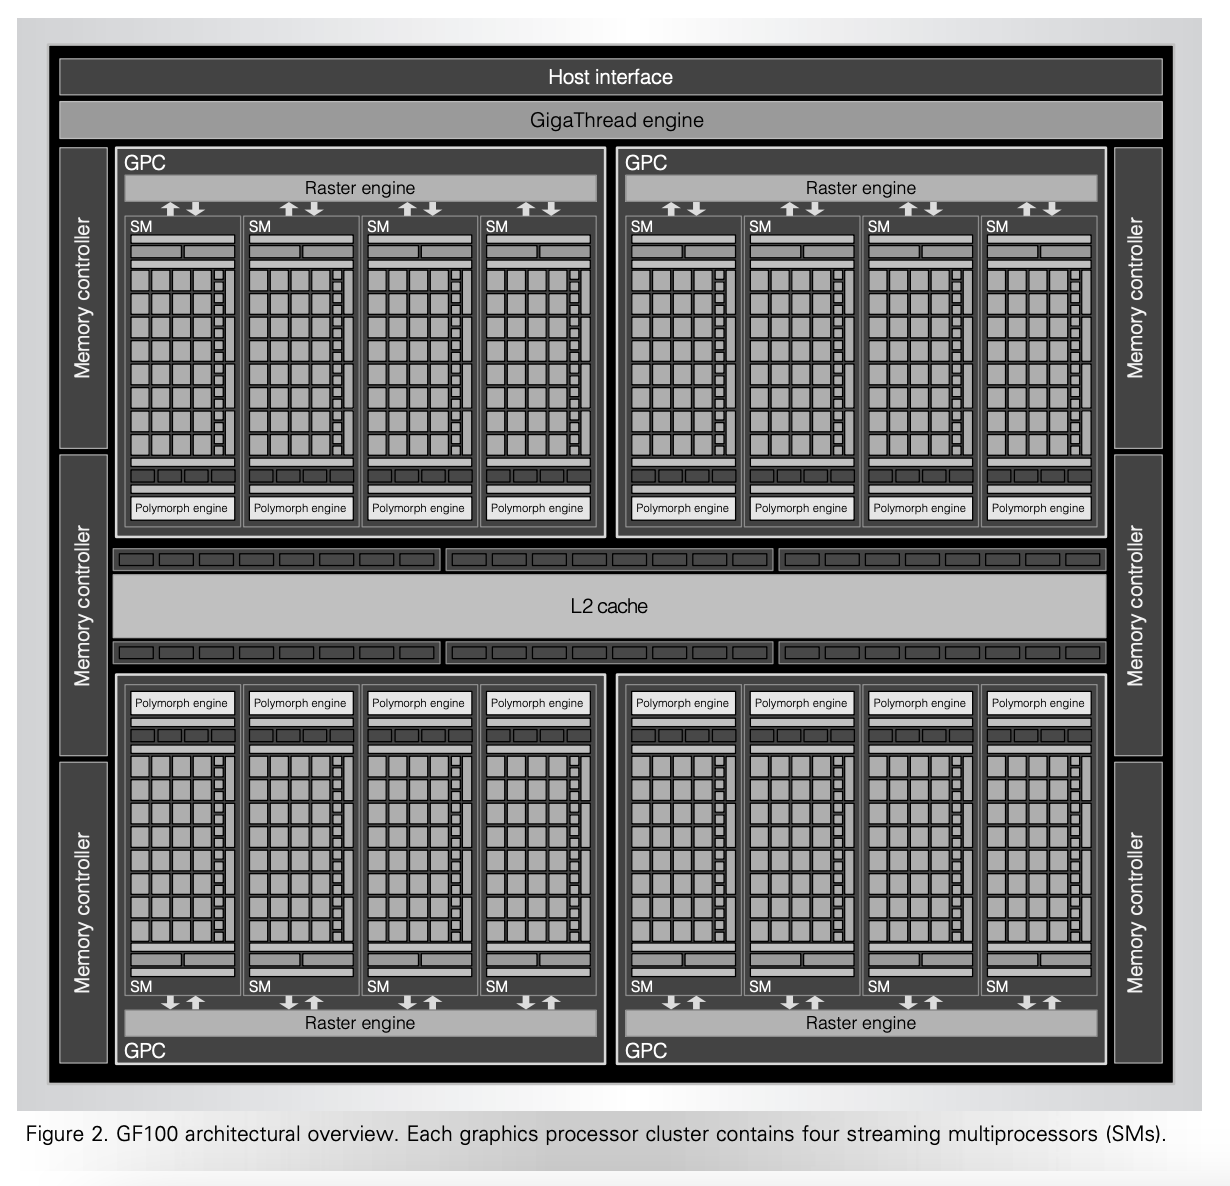 Host interface
GigaThread engine
GPC
GPC
Raster engine
Raster engine
SM
SM
SM
SM
SM
SM
SM
SM
Memory controller
Memory controller
Polymorph engine
Polymorph engine
Polymorph engine
Polymorph engine
Polymorph engine
Polymorph engine
Polymorph engine
Polymorph engine
L2 cache
Memory controller
Memory controller
Polymorph engine
Polymorph engine
Polymorph engine
Polymorph engine
Polymorph engine
Polymorph engine
Polymorph engine
Polymorph engine
Memory controller
Memory controller
SM
SM
SM
SM
SM
SM
SM
SM
Raster engine
Raster engine
GPC
GPC
Figure 2. GF100 architectural overview. Each graphics processor cluster contains four streaming multiprocessors (SMs).